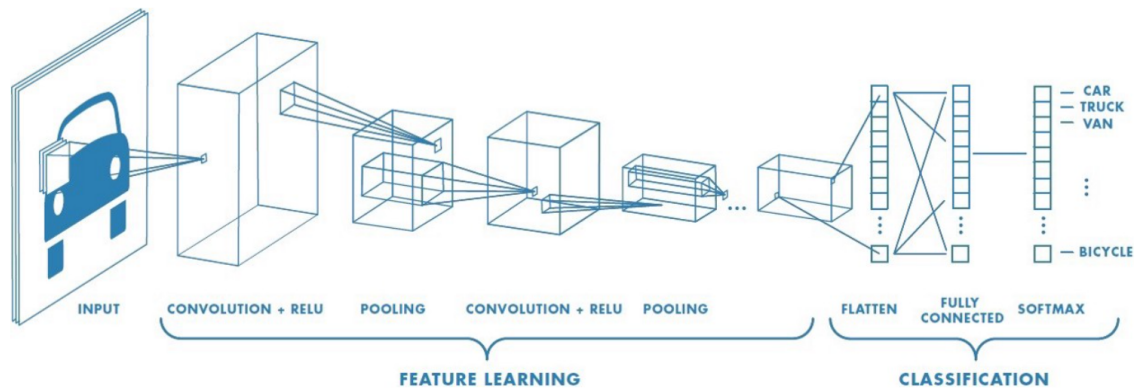 CAR
TRUCK
VAN
...
BICYCLE
INPUT
CONVOLUTION + RELU
POOLING
CONVOLUTION + RELU
POOLING
FLATTEN
FULLY
CONNECTED
SOFTMAX
FEATURE LEARNING
CLASSIFICATION